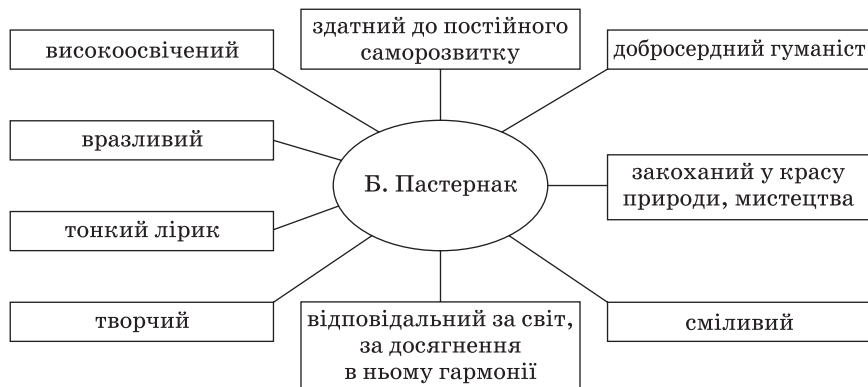 високоосвічений
здатний до постійного
саморозвитку
добросердний гуманіст
вразливий
Б. Пастернак
закоханий у красу
природи, мистецтва
тонкий лірик
творчий
відповідальний за світ,
за досягнення
в ньому гармонії
сміливий